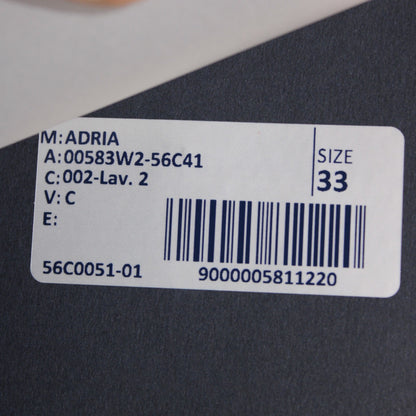 M: ADRIA
A: 00583W2-56C41
C: 002-Lav. 2
V: C
E:
SIZE
33
56C0051-01
9000005811220